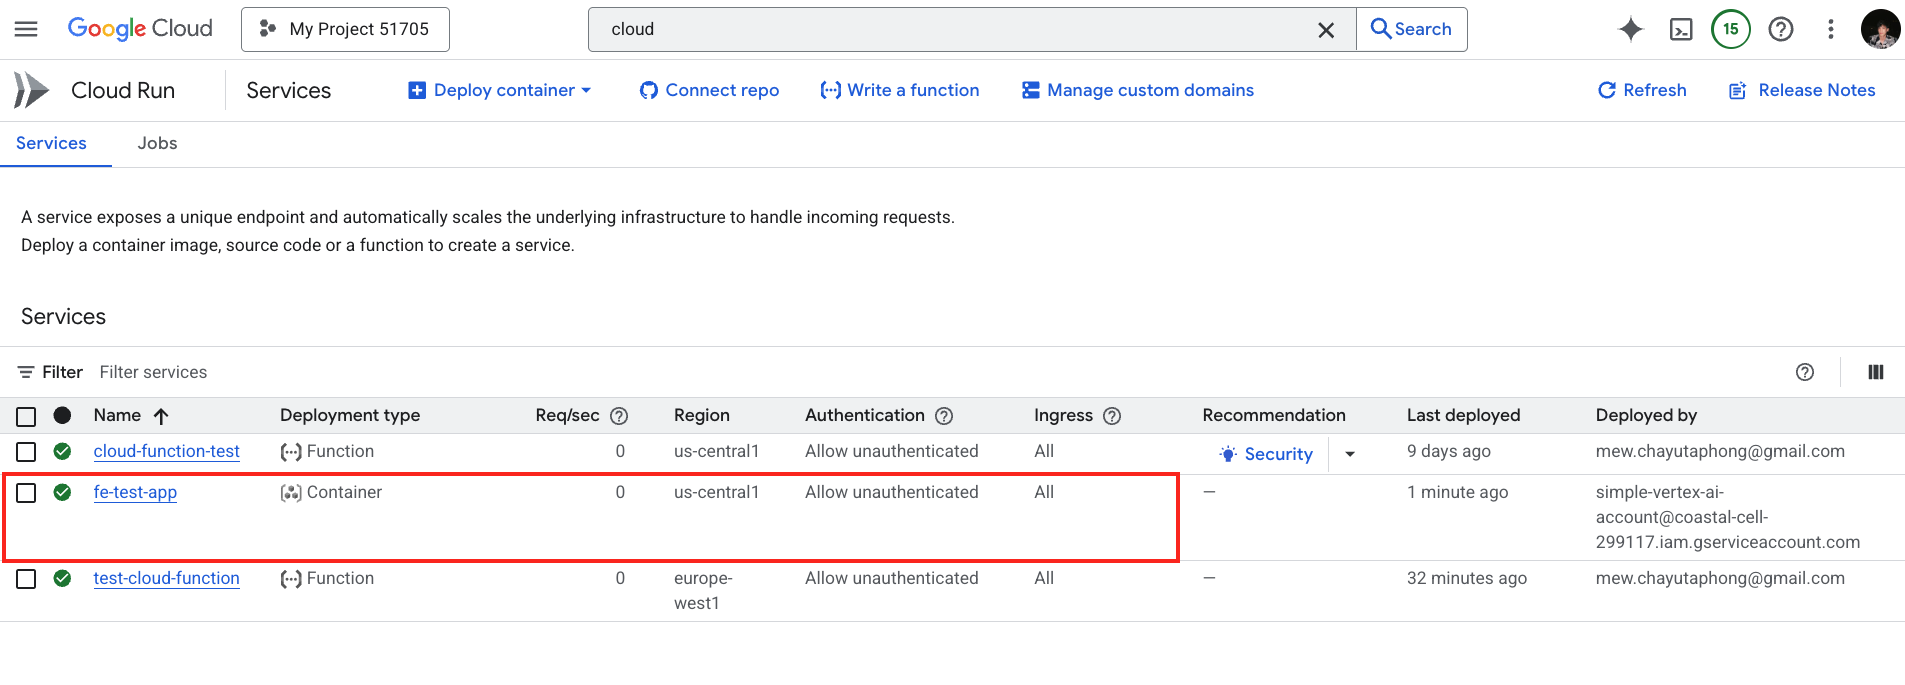 Google Cloud
My Project 51705
cloud
Search
15
Cloud Run
Services
Deploy container
Connect repo
Write a function
Manage custom domains
Refresh
Release Notes
Services
Jobs
A service exposes a unique endpoint and automatically scales the underlying infrastructure to handle incoming requests.
Deploy a container image, source code or a function to create a service.
Services
Filter Filter services
Name Deployment type Req/sec Region Authentication Ingress Recommendation Last deployed Deployed by
cloud-function-test Function 0 us-central1 Allow unauthenticated All Security 9 days ago mew.chayutaphong@gmail.com
fe-test-app Container 0 us-central1 Allow unauthenticated All — 1 minute ago simple-vertex-ai-
account@coastal-cell-
299117.iam.gserviceaccount.com
test-cloud-function Function 0 europe- Allow unauthenticated All — 32 minutes ago mew.chayutaphong@gmail.com
west1